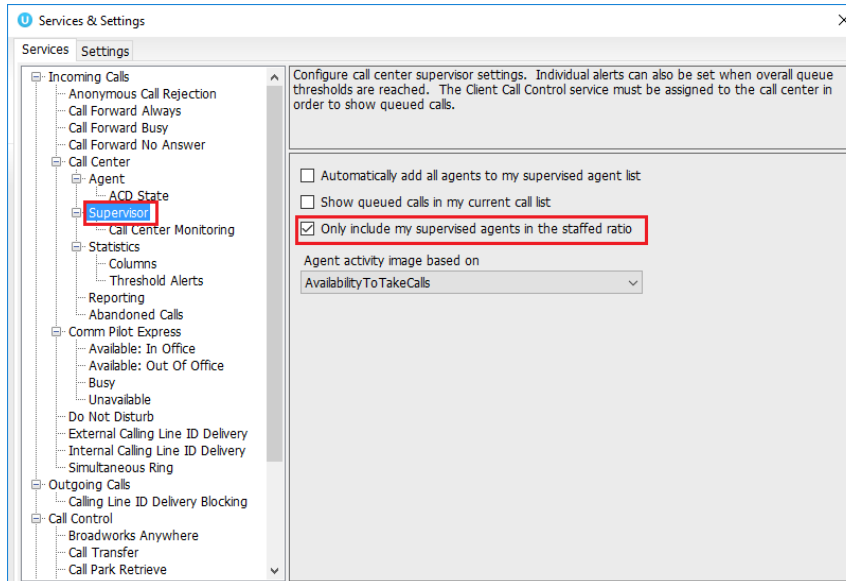 Services & Settings
Services Settings
Incoming Calls
Anonymous Call Rejection
Call Forward Always
Call Forward Busy
Call Forward No Answer
Call Center
Agent
ACD State
Supervisor
Call Center Monitoring
Statistics
Columns
Threshold Alerts
Reporting
Abandoned Calls
Comm Pilot Express
Available: In Office
Available: Out Of Office
Busy
Unavailable
Do Not Disturb
External Calling Line ID Delivery
Internal Calling Line ID Delivery
Simultaneous Ring
Outgoing Calls
Calling Line ID Delivery Blocking
Call Control
Broadworks Anywhere
Call Transfer
Call Park Retrieve
Configure call center supervisor settings. Individual alerts can also be set when overall queue
thresholds are reached. The Client Call Control service must be assigned to the call center in
order to show queued calls.
Automatically add all agents to my supervised agent list
Show queued calls in my current call list
Only include my supervised agents in the staffed ratio
Agent activity image based on
AvailabilityToTakeCalls